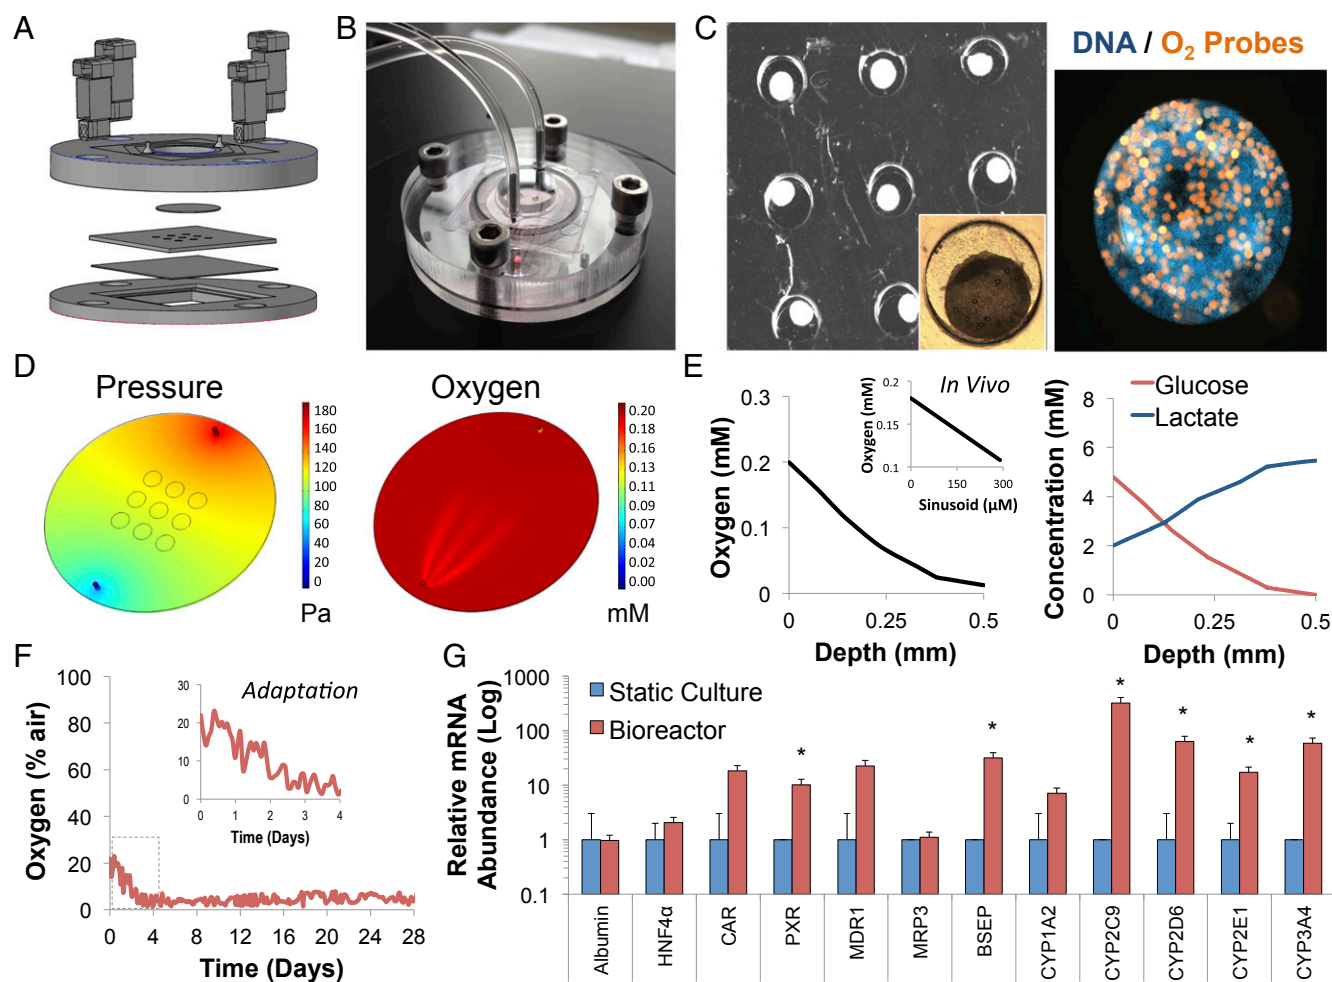 A
B
C
DNA / O2 Probes
D
Pressure
Oxygen
180
160
140
120
100
80
60
40
20
0
Pa
0.20
0.18
0.16
0.13
0.11
0.09
0.07
0.04
0.02
0.00
mM
E
Oxygen (mM)
0.3
0.2
0.1
0
0
0.25
0.5
Depth (mm)
In Vivo
Oxygen (mM)
0.2
0.15
0.1
0
150
300
Sinusoid (μM)
Concentration (mM)
8
6
4
2
0
Glucose
Lactate
0
0.25
0.5
Depth (mm)
F
Oxygen (% air)
100
80
60
40
20
0
0
4
8
12
16
20
24
28
Time (Days)
Adaptation
30
20
10
0
0
1
2
3
4
Time (Days)
G
Relative mRNA
Abundance (Log)
1000
100
10
1
0.1
Static Culture
Bioreactor
*
*
*
*
*
*
Albumin
HNF4α
CAR
PXR
MDR1
MRP3
BSEP
CYP1A2
CYP2C9
CYP2D6
CYP2E1
CYP3A4